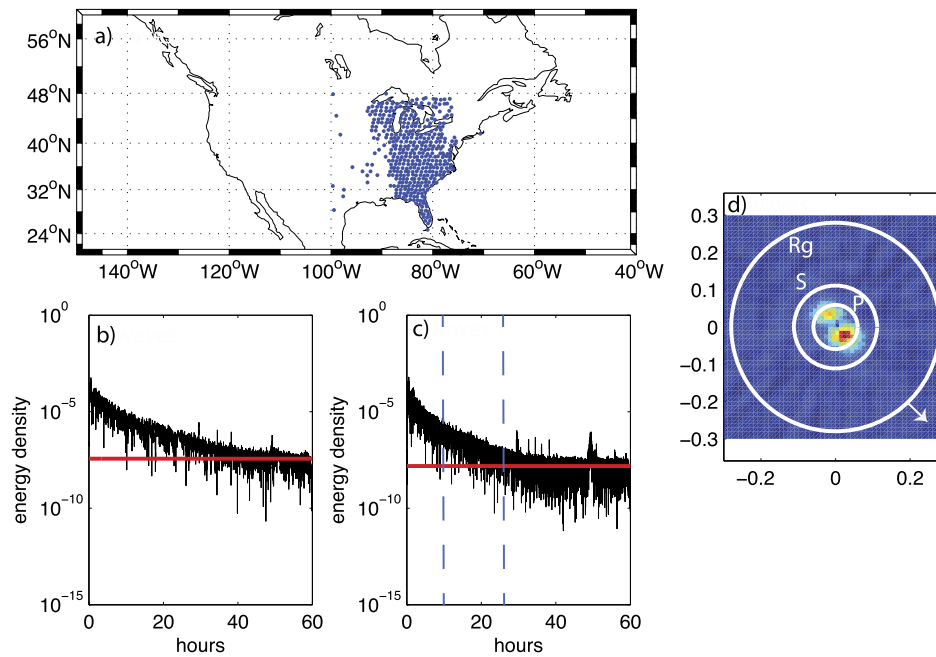 a)
56°N
48°N
40°N
32°N
24°N
140°W 120°W 100°W 80°W 60°W 40°W
b)
10^0
10^-5
10^-10
10^-15
energy density
0 20 40 60
hours
c)
10^0
10^-5
10^-10
10^-15
energy density
0 20 40 60
hours
d)
0.3
0.2
0.1
0
−0.1
−0.2
−0.3
Rg
S
P
−0.2 0 0.2